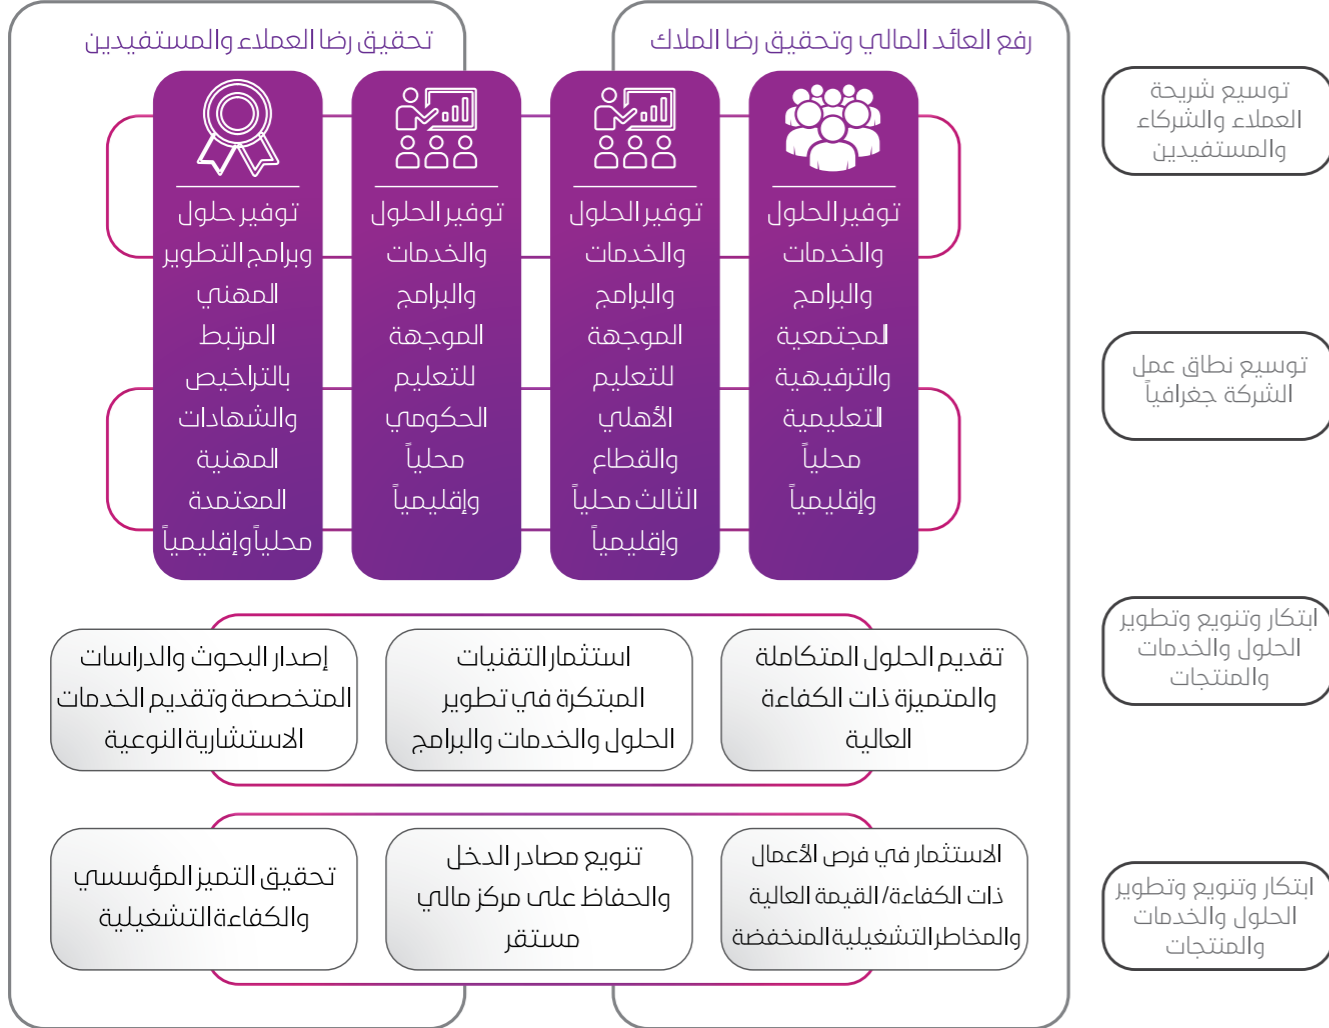 رفع العائد المالي وتحقيق رضا الملاك
تحقيق رضا العملاء والمستفيدين
توسيع شريحة
العملاء والشركاء
والمستفيدين
توفير الحلول
والخدمات
والبرامج
المجتمعية
والترفيهية
التعليمية
محلياً
وإقليمياً
توفير الحلول
والخدمات
والبرامج
الموجهة
للتعليم
الأهلي
والقطاع
الثالث محلياً
وإقليمياً
توفير الحلول
والخدمات
والبرامج
الموجهة
للتعليم
الحكومي
محلياً
وإقليمياً
توفير حلول
وبرامج التطوير
المهني
المرتبط
بالتراخيص
والشهادات
المهنية
المعتمدة
محلياً وإقليمياً
توسيع نطاق عمل
الشركة جغرافياً
ابتكار وتنويع وتطوير
الحلول والخدمات
والمنتجات
تقديم الحلول المتكاملة
والمتميزة ذات الكفاءة
العالية
استثمار التقنيات
المبتكرة في تطوير
الحلول والخدمات والبرامج
إصدار البحوث والدراسات
المتخصصة وتقديم الخدمات
الاستشارية النوعية
ابتكار وتنويع وتطوير
الحلول والخدمات
والمنتجات
الاستثمار في فرص الأعمال
ذات الكفاءة/ القيمة العالية
والمخاطر التشغيلية المنخفضة
تنويع مصادر الدخل
والحفاظ على مركز مالي
مستقر
تحقيق التميز المؤسسي
والكفاءة التشغيلية